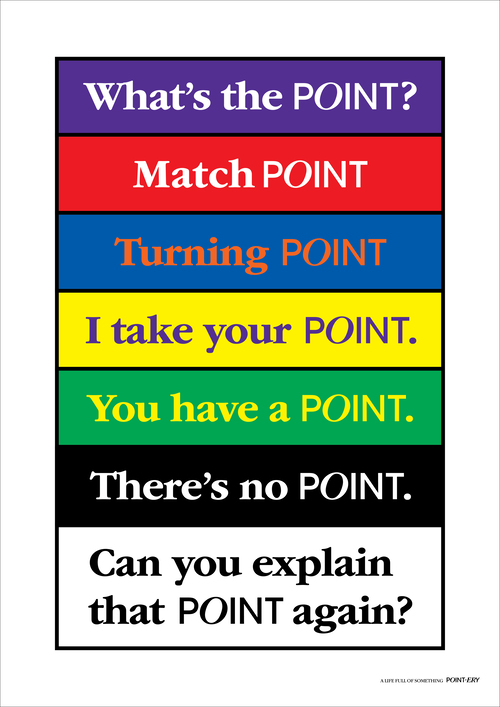 What's the POINT?
Match POINT
Turning POINT
I take your POINT.
You have a POINT.
There's no POINT.
Can you explain
that POINT again?
A LIFE FULL OF SOMETHING POINT-ERY